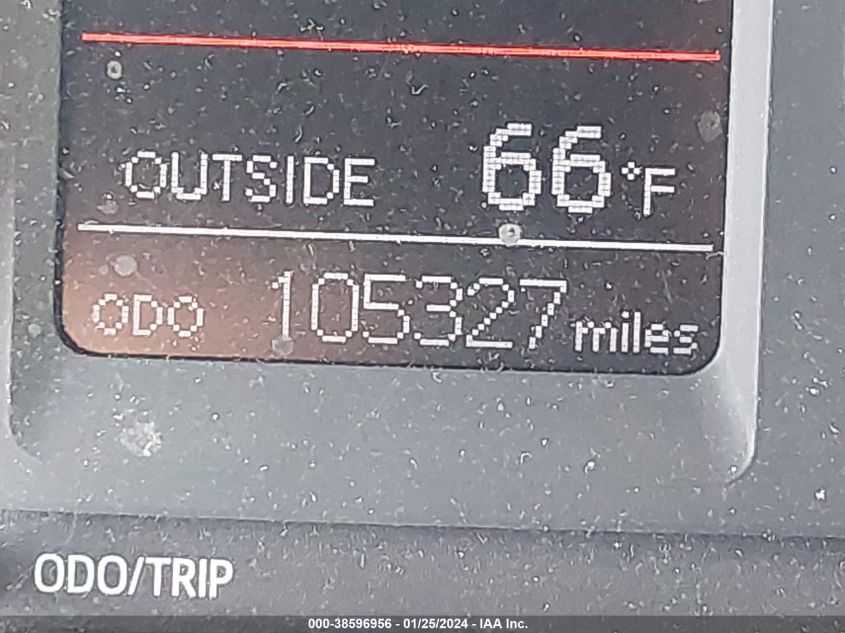 OUTSIDE 66°F
ODO 105327 miles
ODO/TRIP
000-38596956 - 01/25/2024 - IAA Inc.